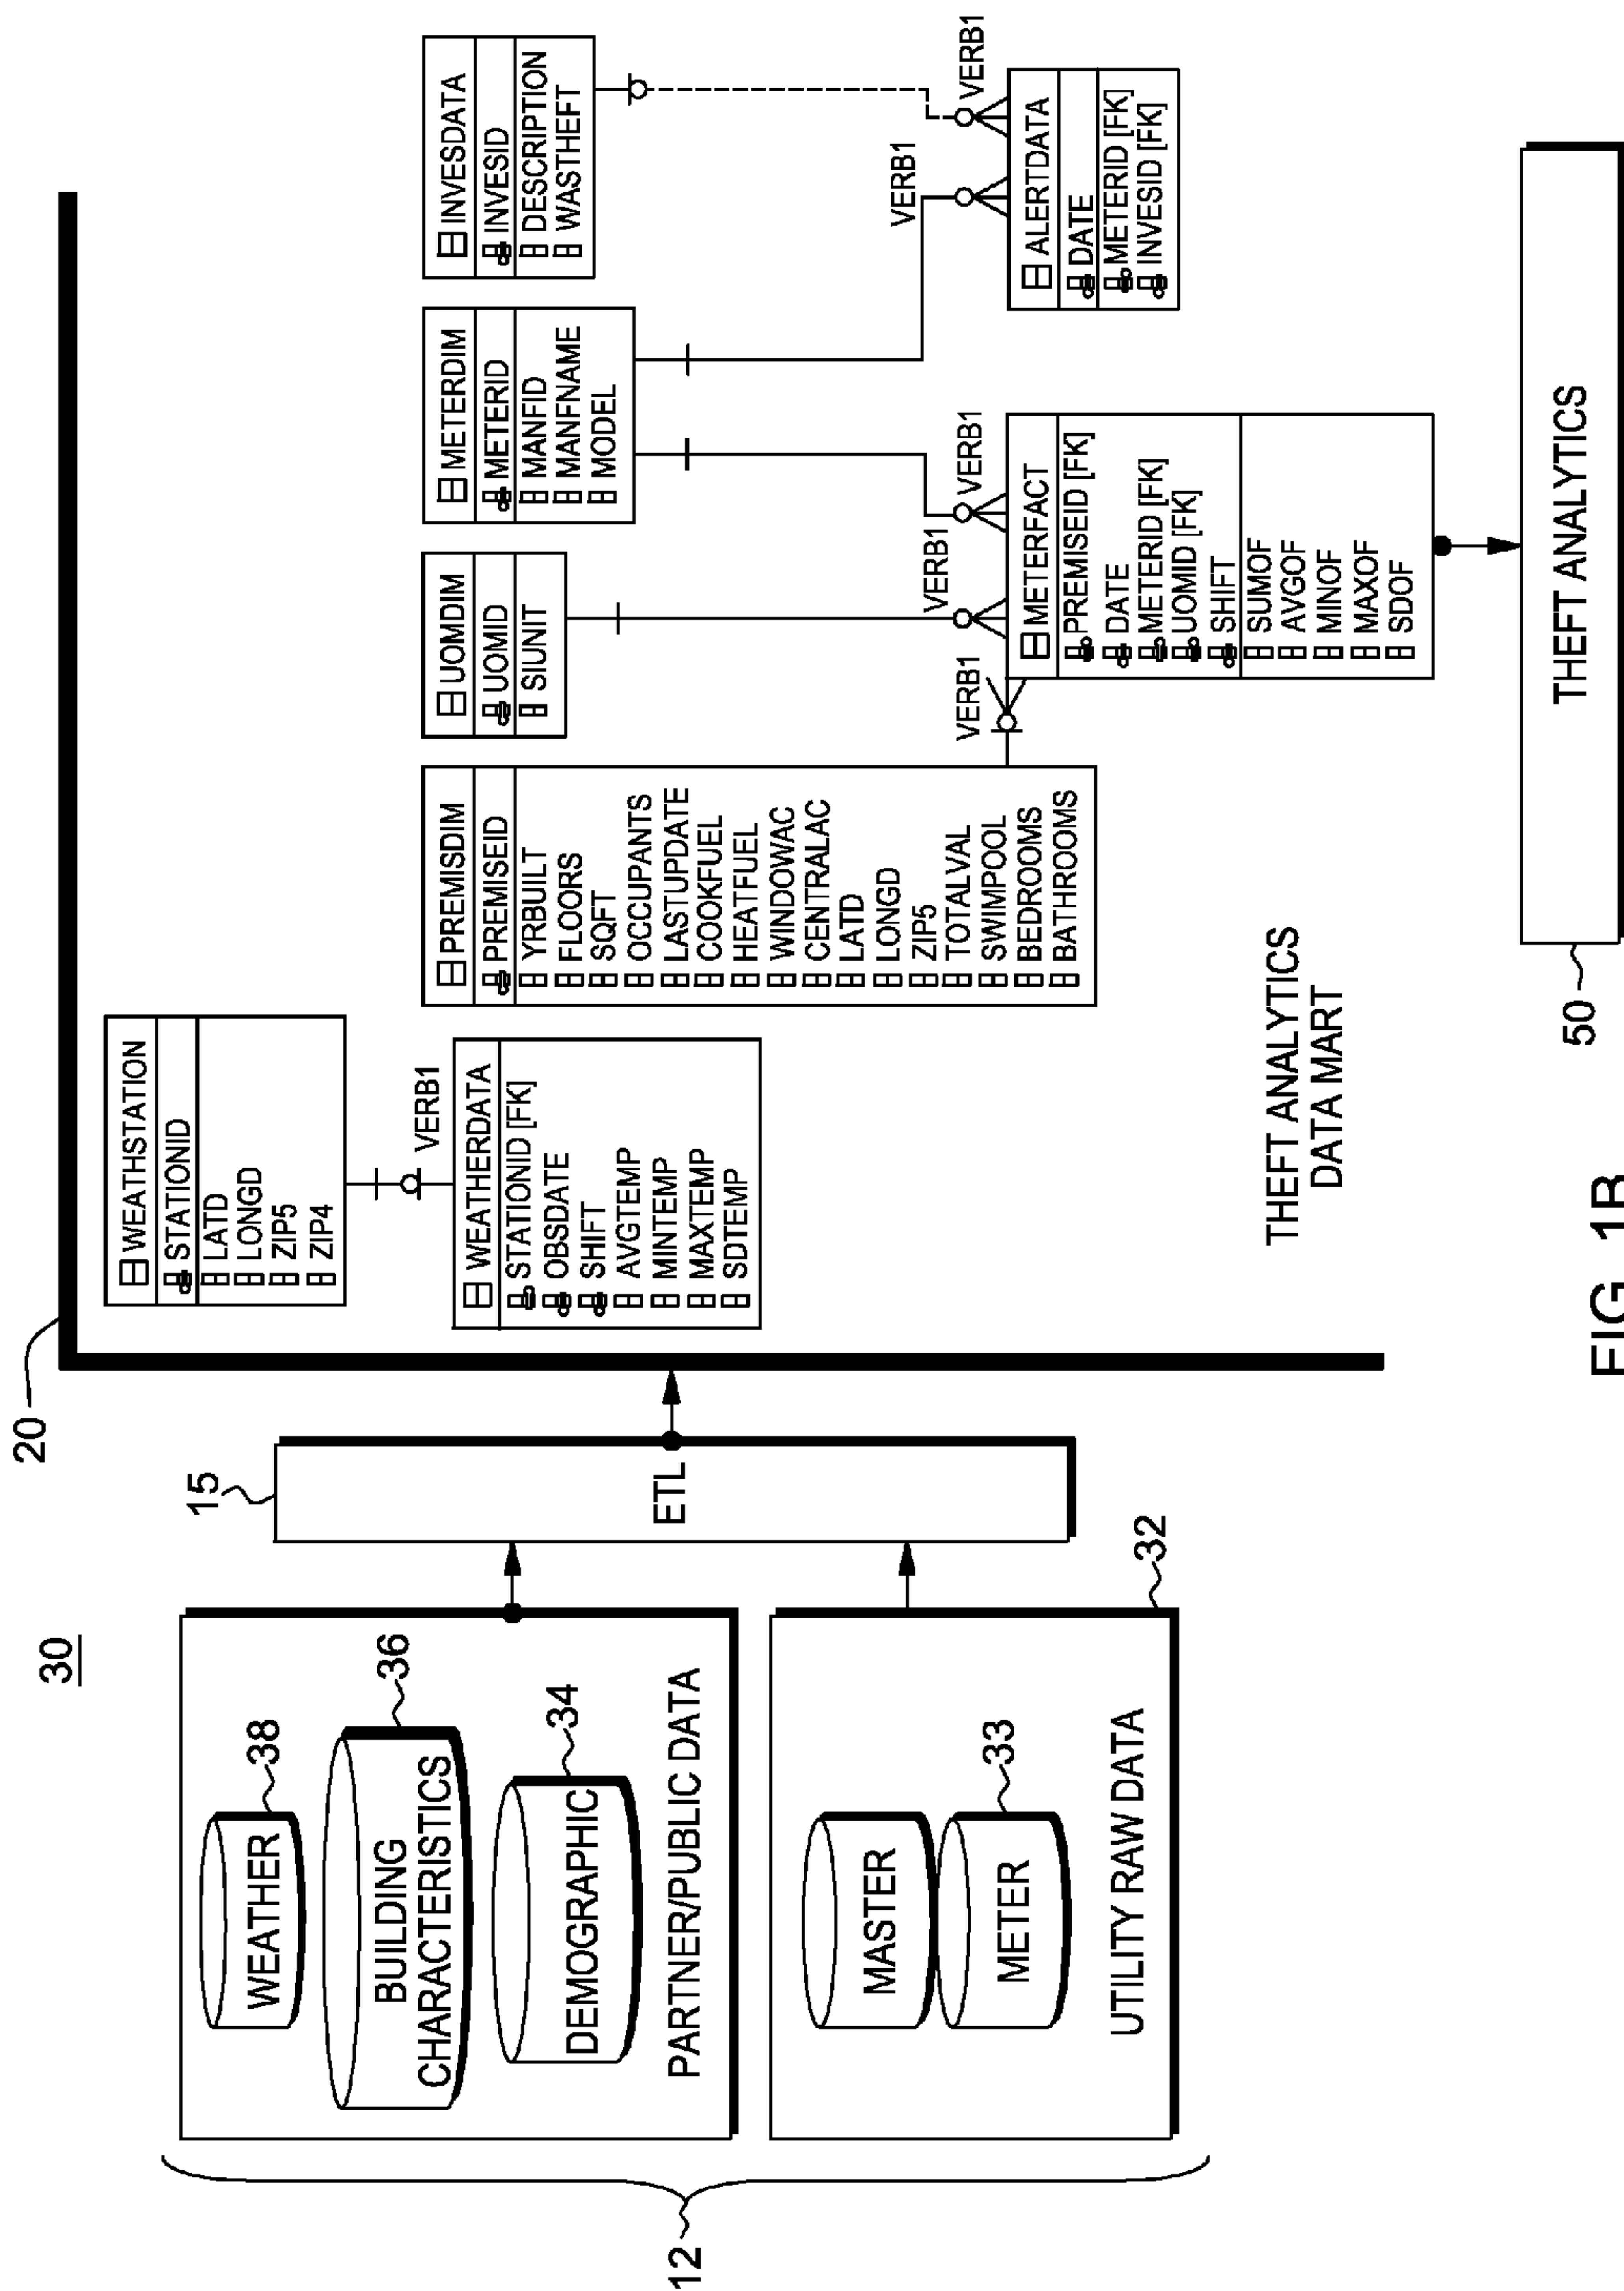 30
12
WEATHER
38
BUILDING
CHARACTERISTICS
36
DEMOGRAPHIC
34
PARTNER/PUBLIC DATA
MASTER
METER
33
UTILITY RAW DATA
32
15
ETL
20
WEATHSTATION
STATIONID
LATD
LONGD
ZIP5
ZIP4
VERB1
WEATHERDATA
STATIONID [FK]
OBSDATE
SHIFT
AVGTEMP
MINTEMP
MAXTEMP
SDTEMP
PREMISDIM
PREMISEID
YRBUILT
FLOORS
SQFT
OCCUPANTS
LASTUPDATE
COOKFUEL
HEATFUEL
WINDOWAC
CENTRALAC
LATD
LONGD
ZIP5
TOTALVAL
SWIMPOOL
BEDROOMS
BATHROOMS
UOMDIM
UOMID
SIUNIT
METERDIM
METERID
MANFID
MANFNAME
MODEL
INVESDATA
INVESID
DESCRIPTION
WASTHEFT
VERB1
VERB1
VERB1
VERB1
VERB1
METERFACT
PREMISEID [FK]
DATE
METERID [FK]
UOMID [FK]
SHIFT
SUMOF
AVGOF
MINOF
MAXOF
SDOF
ALERTDATA
DATE
METERID [FK]
INVESID [FK]
THEFT ANALYTICS
DATA MART
50
THEFT ANALYTICS
FIG. 1B